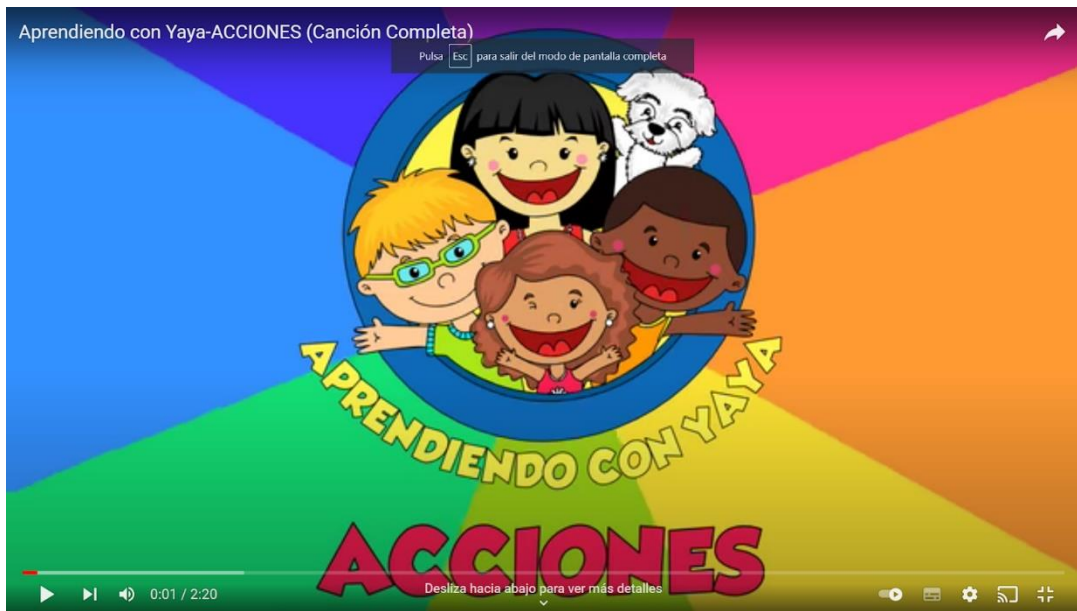 Aprendiendo con Yaya-ACCIONES (Canción Completa)
Pulsa Esc para salir del modo de pantalla completa
APRENDIENDO CON YAYA
ACCIONES
Desliza hacia abajo para ver más detalles
0:01 / 2:20